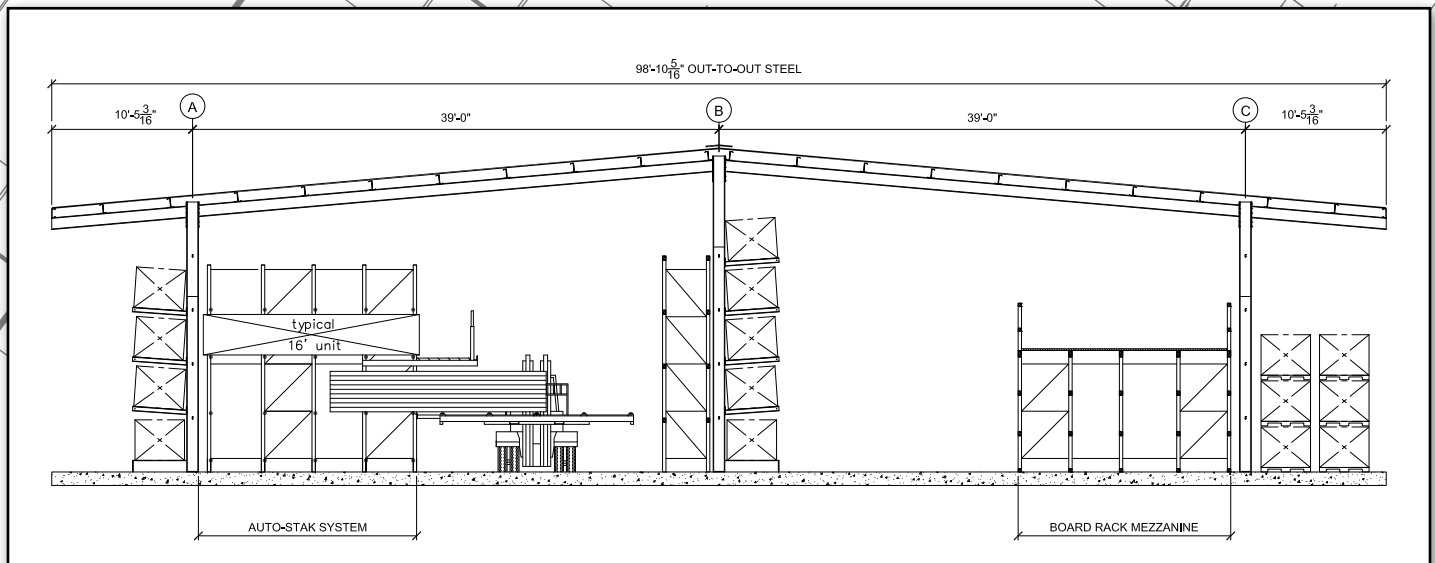 98'-10 5/16" OUT-TO-OUT STEEL
10'-5 3/16"
A
39'-0"
B
39'-0"
C
10'-5 3/16"
typical
16' unit
AUTO-STAK SYSTEM
BOARD RACK MEZZANINE